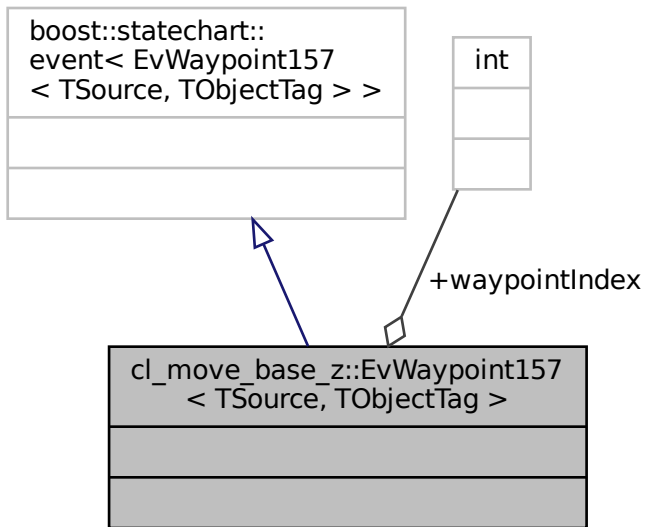 boost::statechart::
event< EvWaypoint157
< TSource, TObjectTag > >
int
+waypointIndex
cl_move_base_z::EvWaypoint157
< TSource, TObjectTag >